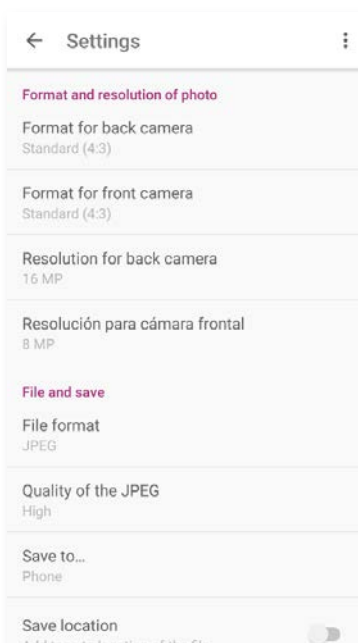 Settings
Format and resolution of photo
Format for back camera
Standard (4:3)
Format for front camera
Standard (4:3)
Resolution for back camera
16 MP
Resolución para cámara frontal
8 MP
File and save
File format
JPEG
Quality of the JPEG
High
Save to...
Phone
Save location